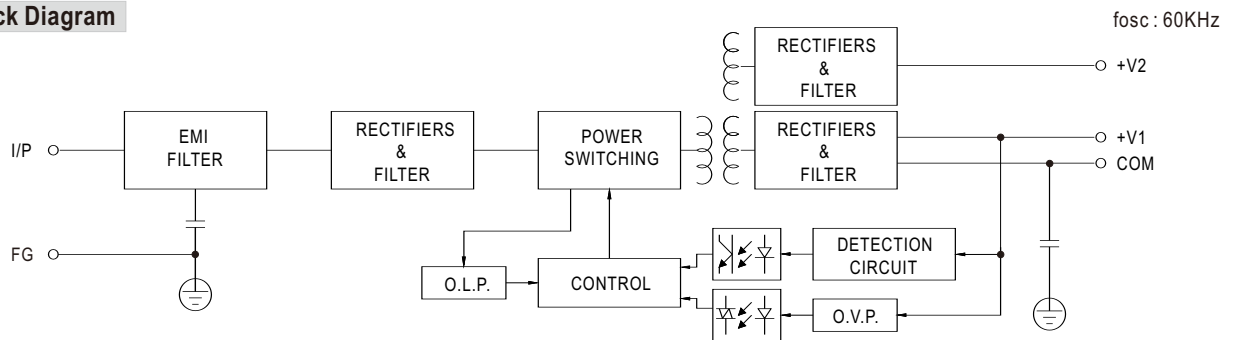 ck Diagram
fosc : 60KHz
RECTIFIERS
&
FILTER
+V2
I/P
EMI
FILTER
RECTIFIERS
&
FILTER
POWER
SWITCHING
RECTIFIERS
&
FILTER
+V1
COM
FG
O.L.P.
CONTROL
DETECTION
CIRCUIT
O.V.P.